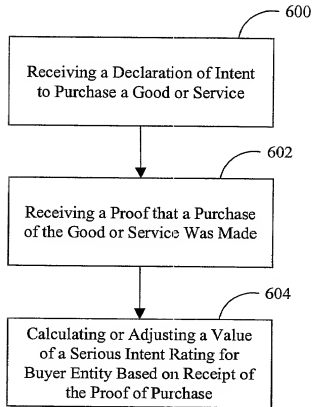 600
Receiving a Declaration of Intent
to Purchase a Good or Service
602
Receiving a Proof that a Purchase
of the Good or Service Was Made
604
Calculating or Adjusting a Value
of a Serious Intent Rating for
Buyer Entity Based on Receipt of
the Proof of Purchase